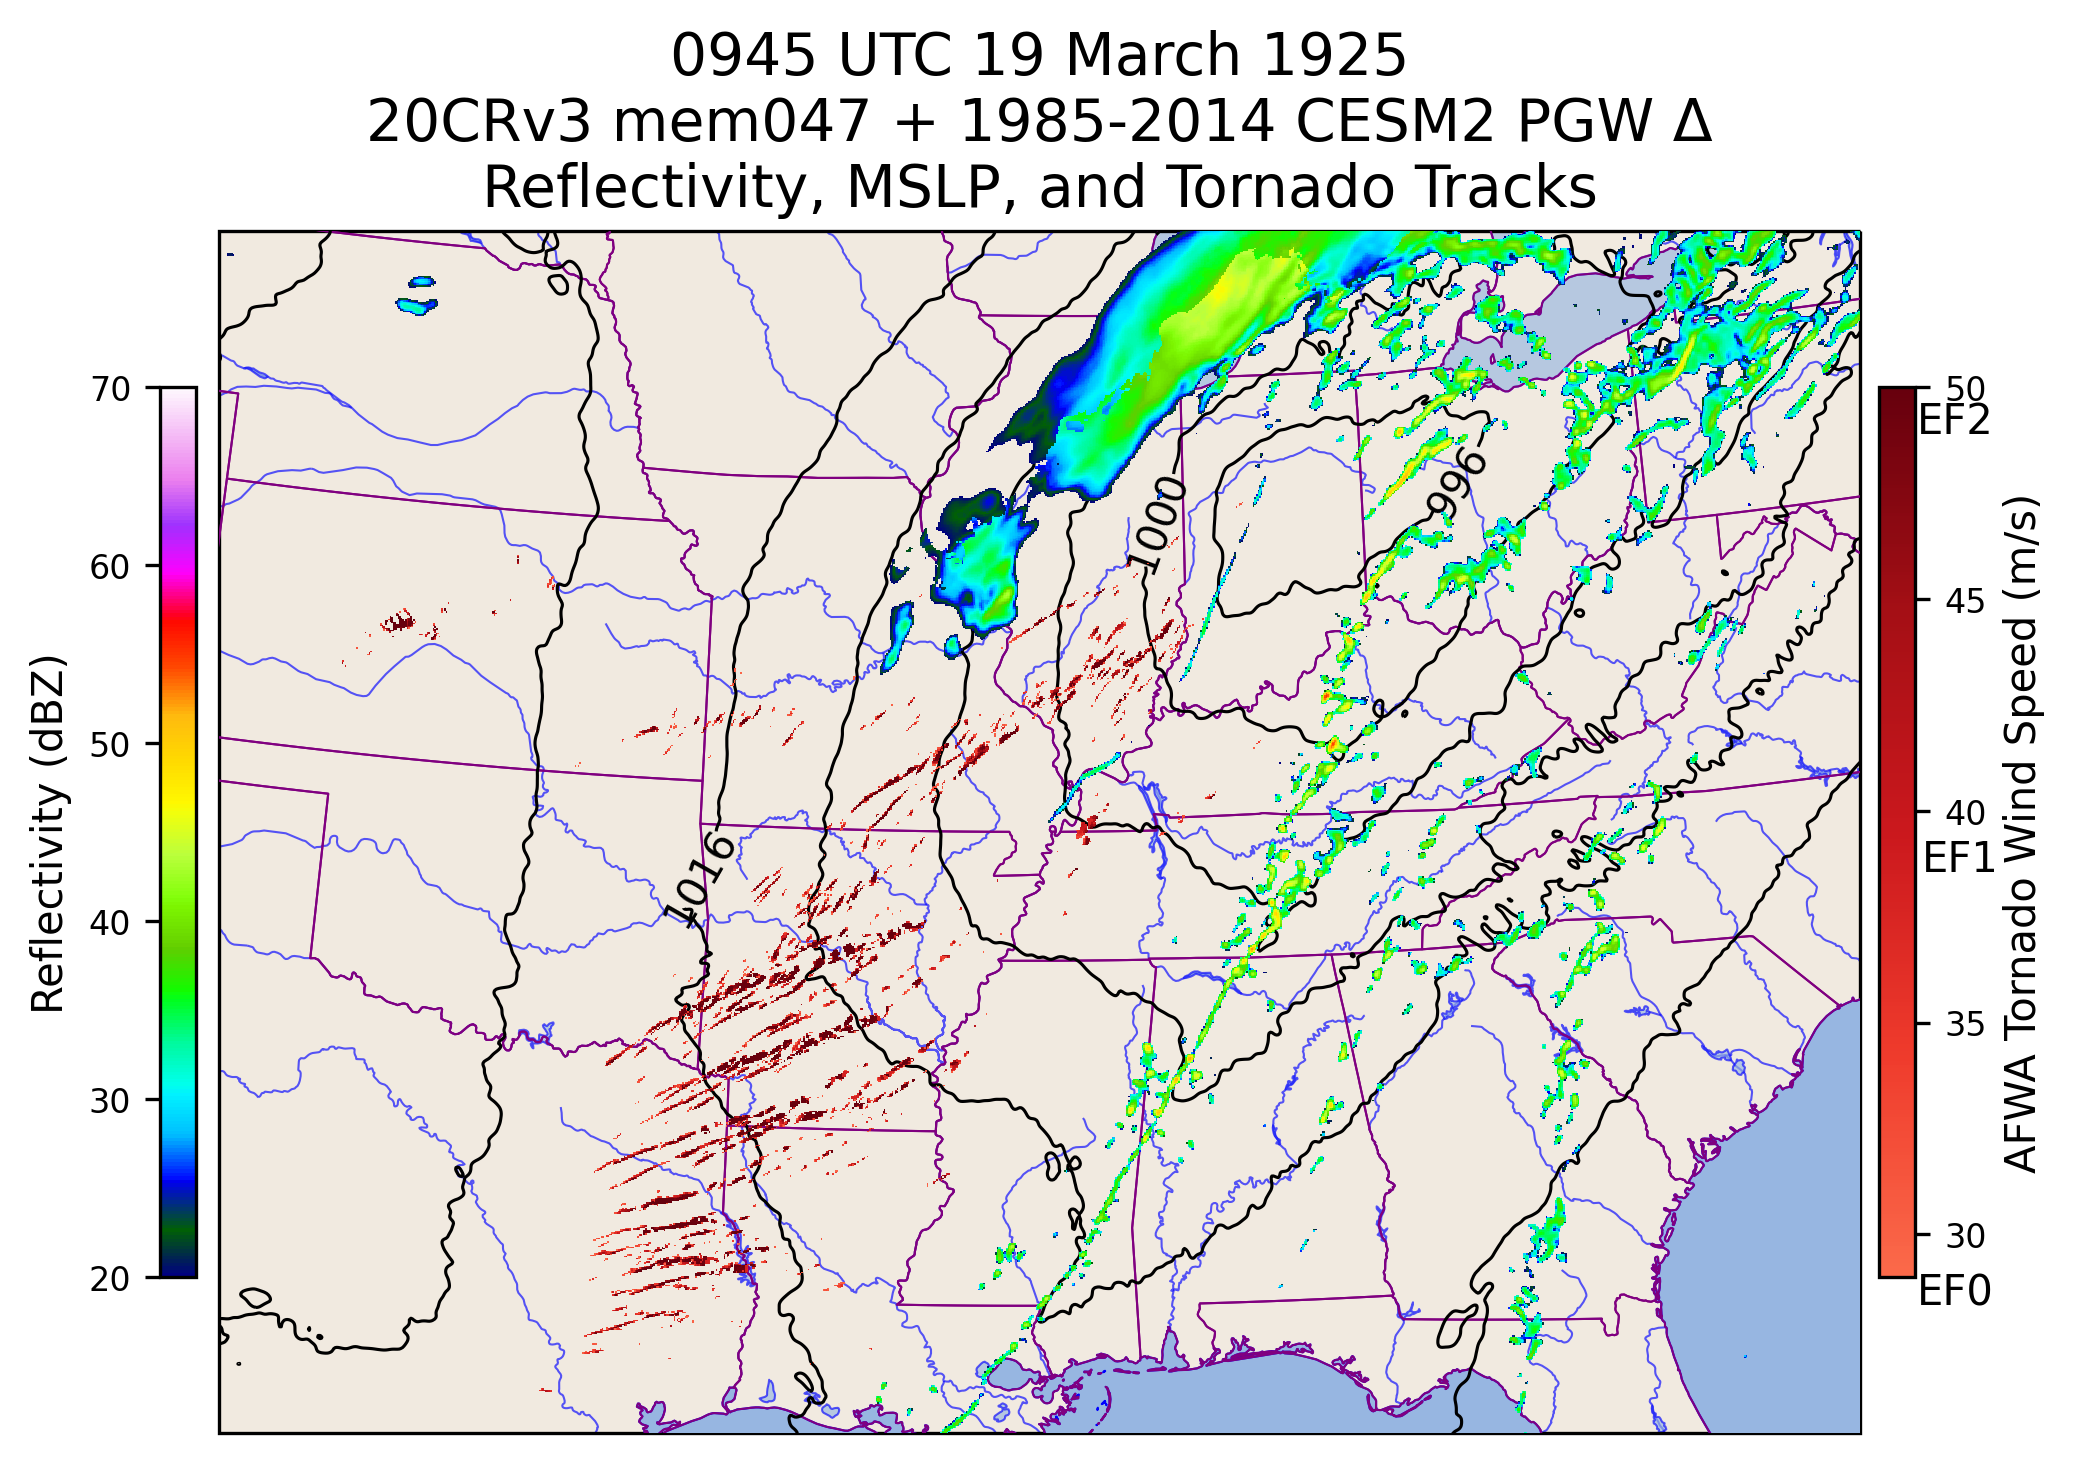 0945 UTC 19 March 1925
20CRv3 mem047 + 1985-2014 CESM2 PGW Δ
Reflectivity, MSLP, and Tornado Tracks
70
60
50
40
30
20
Reflectivity (dBZ)
1000
996
1016
50
EF2
45
40
EF1
35
30
EF0
AFWA Tornado Wind Speed (m/s)